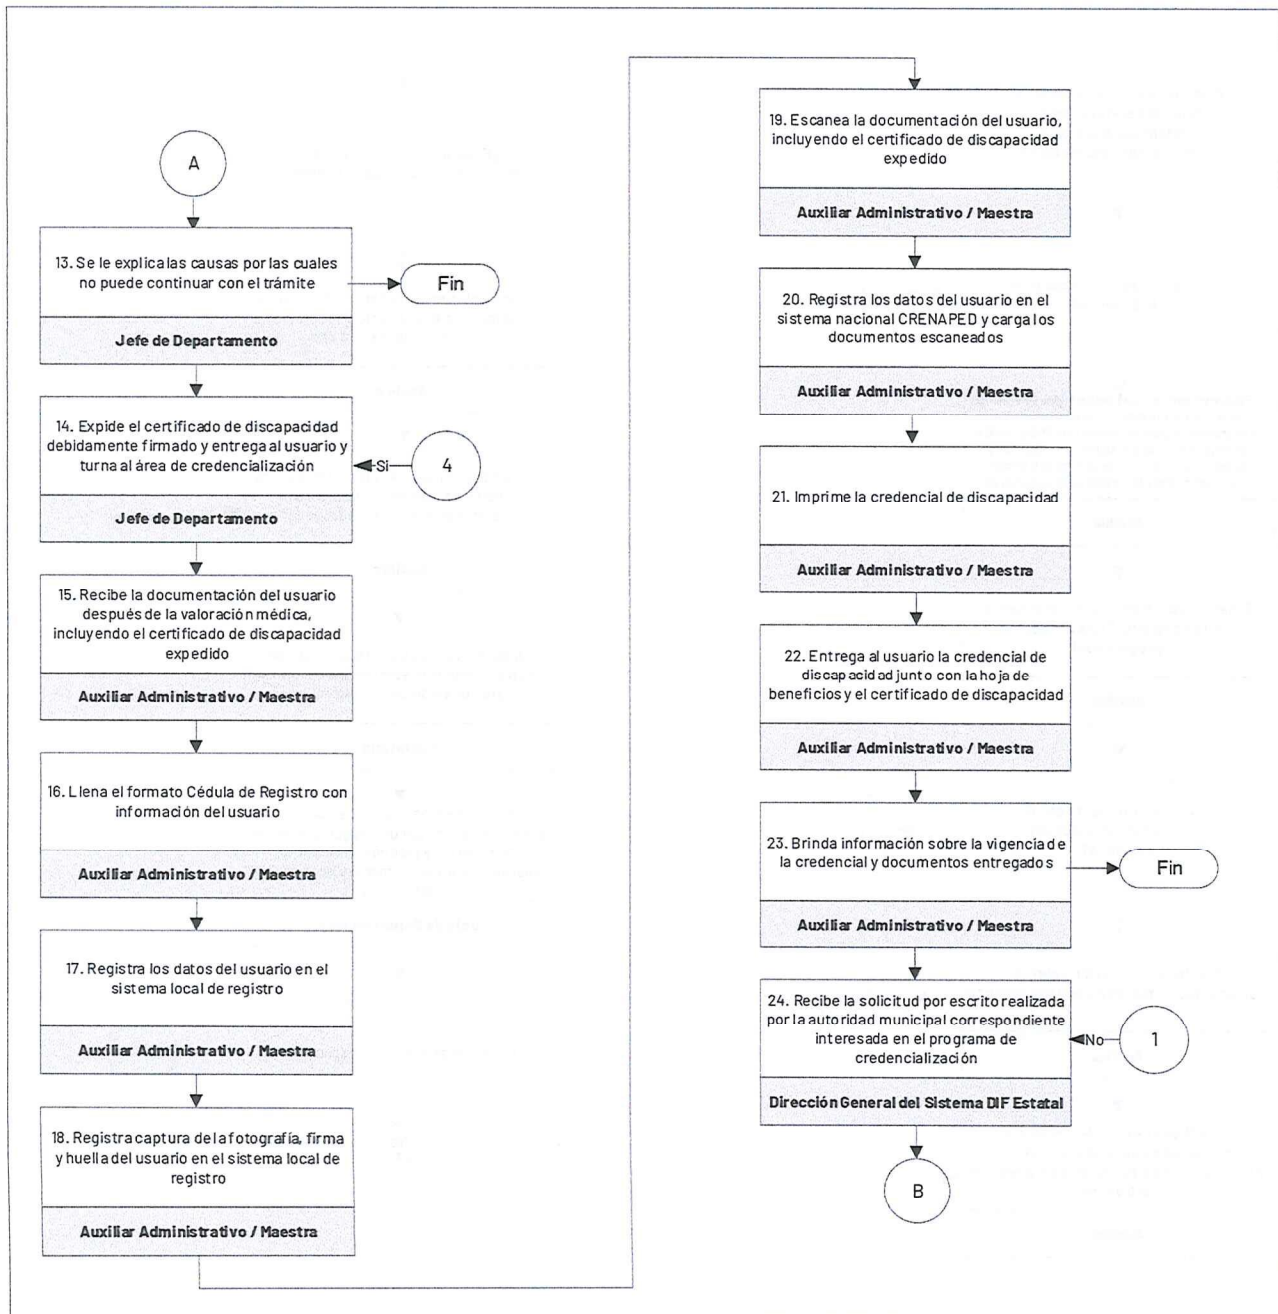 A
13. Se le explica las causas por las cuales
no puede continuar con el trámite
Fin
Jefe de Departamento
14. Expide el certificado de discapacidad
debidamente firmado y entrega al usuario y
turna al área de credencialización
Si
4
Jefe de Departamento
15. Recibe la documentación del usuario
después de la valoración médica,
incluyendo el certificado de discapacidad
expedido
Auxiliar Administrativo / Maestra
16. Llena el formato Cédula de Registro con
información del usuario
Auxiliar Administrativo / Maestra
17. Registra los datos del usuario en el
sistema local de registro
Auxiliar Administrativo / Maestra
18. Registra captura de la fotografía, firma
y huella del usuario en el sistema local de
registro
Auxiliar Administrativo / Maestra
19. Escanea la documentación del usuario,
incluyendo el certificado de discapacidad
expedido
Auxiliar Administrativo / Maestra
20. Registra los datos del usuario en el
sistema nacional CRENAPED y carga los
documentos escaneados
Auxiliar Administrativo / Maestra
21. Imprime la credencial de discapacidad
Auxiliar Administrativo / Maestra
22. Entrega al usuario la credencial de
discapacidad junto con la hoja de
beneficios y el certificado de discapacidad
Auxiliar Administrativo / Maestra
23. Brinda información sobre la vigencia de
la credencial y documentos entregados
Fin
Auxiliar Administrativo / Maestra
24. Recibe la solicitud por escrito realizada
por la autoridad municipal correspondiente
interesada en el programa de
credencialización
No
1
Dirección General del Sistema DIF Estatal
B